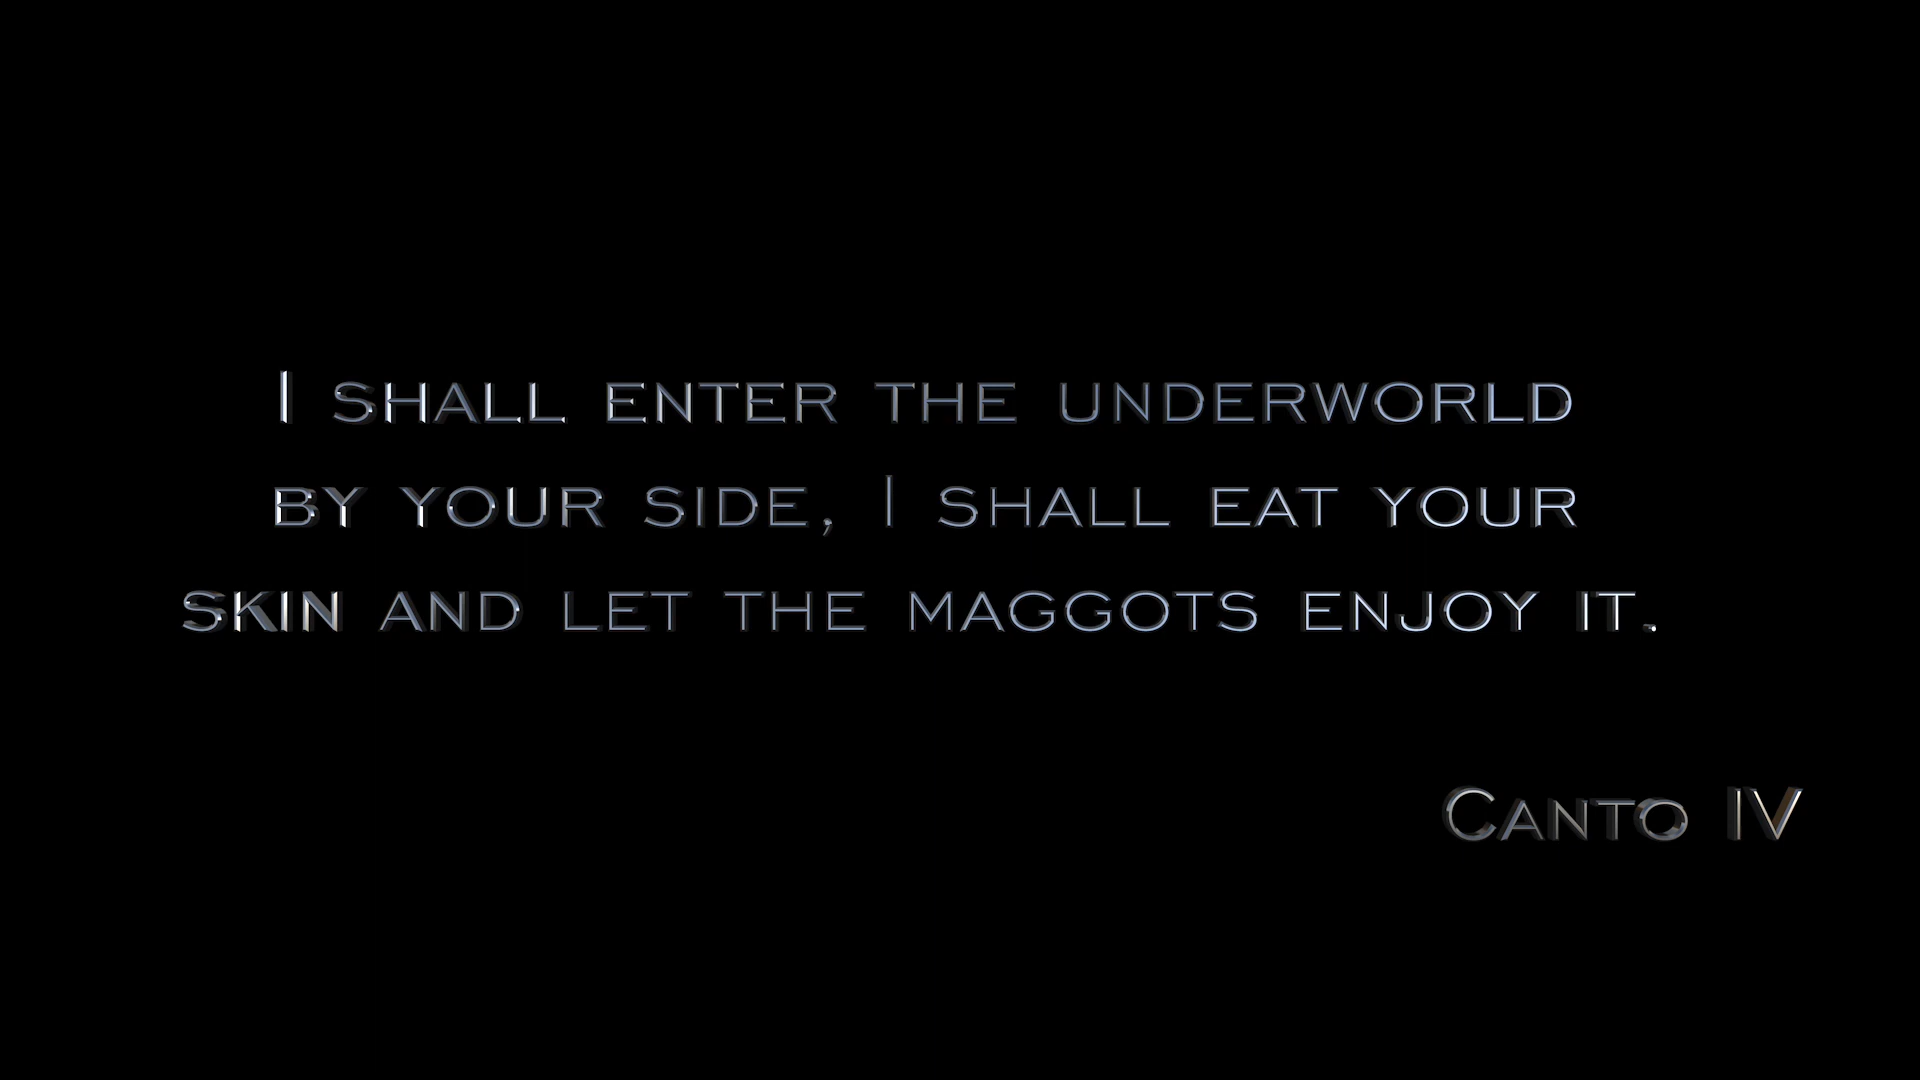 I SHALL ENTER THE UNDERWORLD
BY YOUR SIDE, I SHALL EAT YOUR
SKIN AND LET THE MAGGOTS ENJOY IT.
CANTO IV